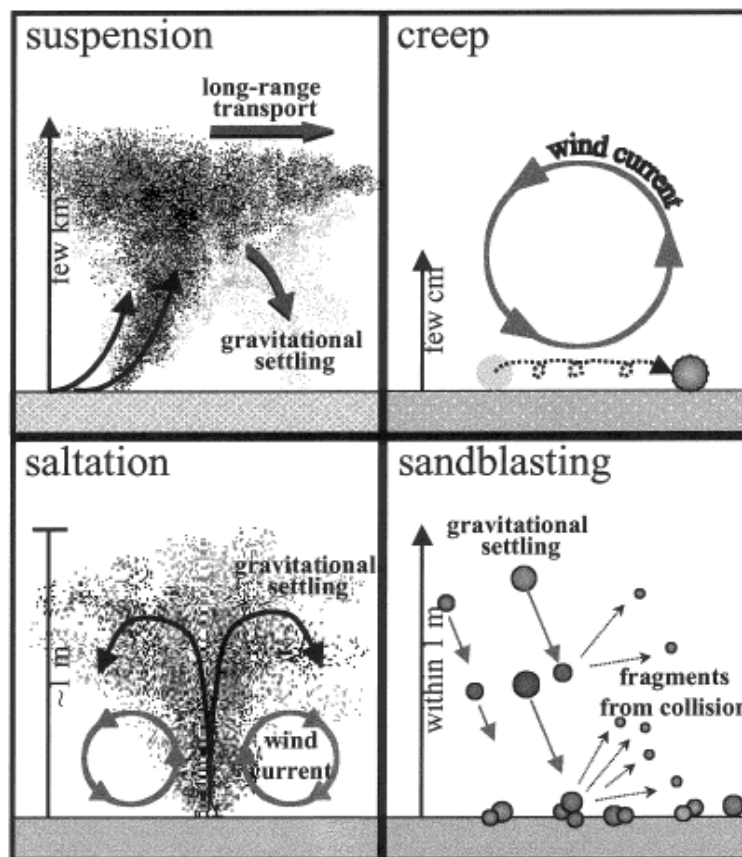 suspension
long-range
transport
few km
gravitational
settling
creep
wind current
few cm
saltation
gravitational
settling
~1 m
wind
current
sandblasting
gravitational
settling
within 1 m
fragments
from collision